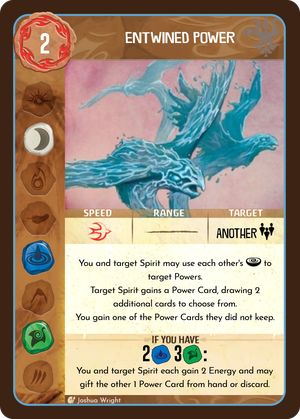 2
ENTWINED POWER
SPEED RANGE TARGET
ANOTHER
You and target Spirit may use each other's to
target Powers.
Target Spirit gains a Power Card, drawing 2
additional cards to choose from.
You gain one of the Power Cards they did not keep.
IF YOU HAVE
2 3 :
You and target Spirit each gain 2 Energy and may
gift the other 1 Power Card from hand or discard.
Joshua Wright